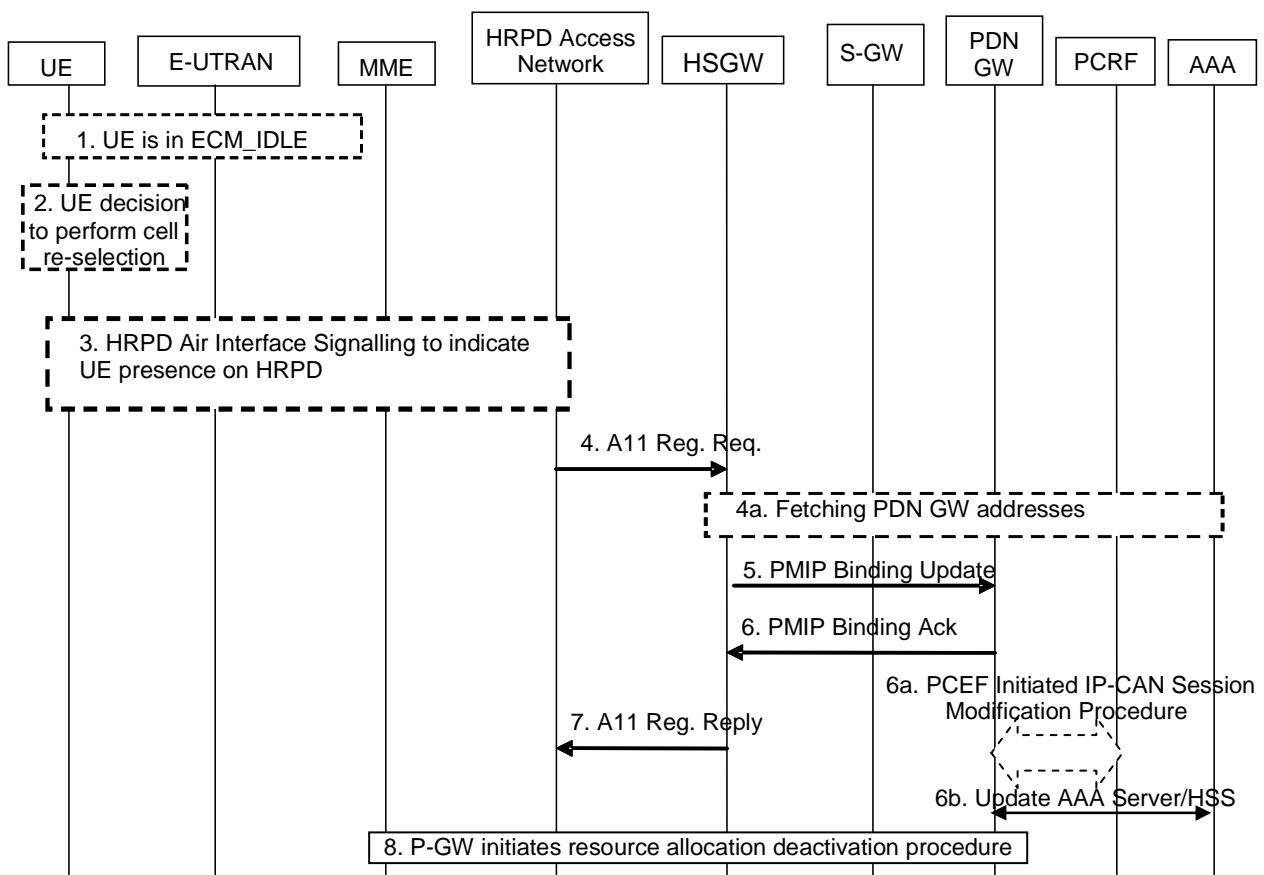 UE
E-UTRAN
MME
HRPD Access
Network
HSGW
S-GW
PDN
GW
PCRF
AAA
1. UE is in ECM_IDLE
2. UE decision
to perform cell
re-selection
3. HRPD Air Interface Signalling to indicate
UE presence on HRPD
4. A11 Reg. Req.
4a. Fetching PDN GW addresses
5. PMIP Binding Update
6. PMIP Binding Ack
6a. PCEF Initiated IP-CAN Session
Modification Procedure
7. A11 Reg. Reply
6b. Update AAA Server/HSS
8. P-GW initiates resource allocation deactivation procedure